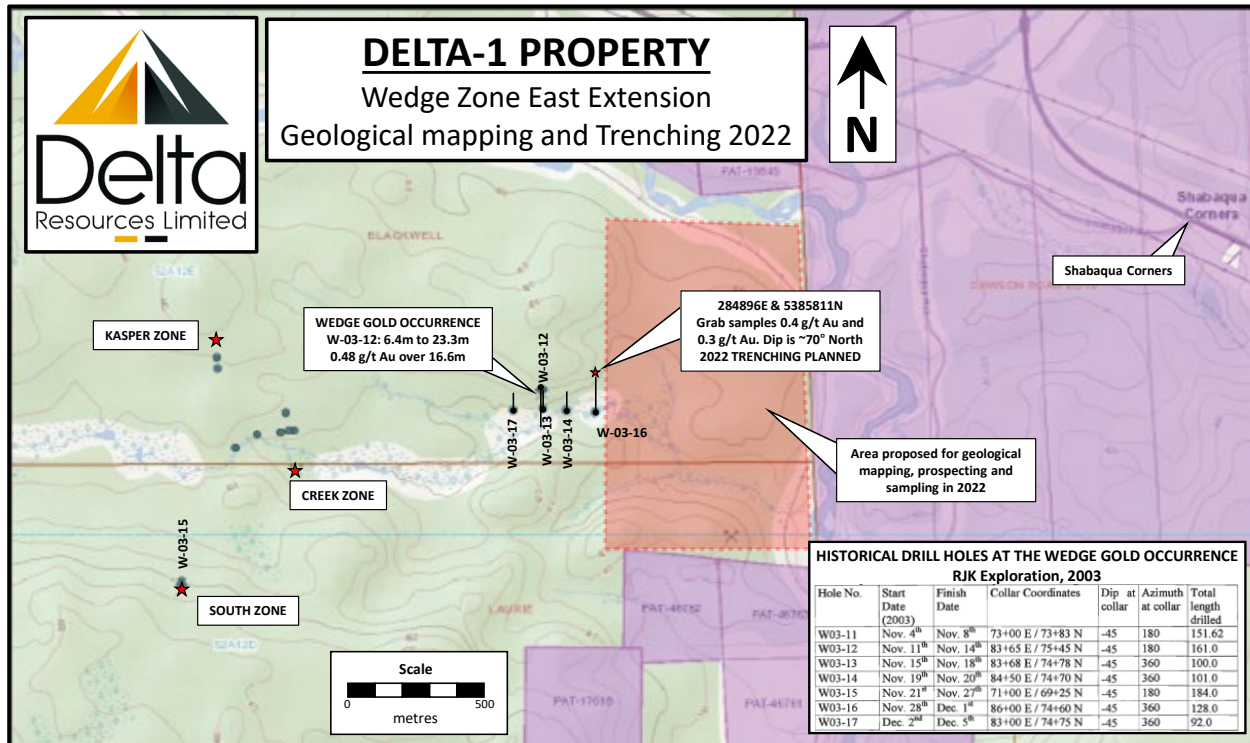 Delta
Resources Limited
DELTA-1 PROPERTY
Wedge Zone East Extension
Geological mapping and Trenching 2022
N
PAT-15845
Shabaqua
Corners
BLACKWELL
52A12E
DAWSON ROAD LOTS
Shabaqua Corners
KASPER ZONE
WEDGE GOLD OCCURRENCE
W-03-12: 6.4m to 23.3m
0.48 g/t Au over 16.6m
284896E & 5385811N
Grab samples 0.4 g/t Au and
0.3 g/t Au. Dip is ~70° North
2022 TRENCHING PLANNED
W-03-12
W-03-17
W-03-13
W-03-14
W-03-16
Area proposed for geological
mapping, prospecting and
sampling in 2022
CREEK ZONE
W-03-15
SOUTH ZONE
LAURIE
52A12D
PAT-46762
PAT-46763
PAT-17618
PAT-46761
Scale
0 500
metres
HISTORICAL DRILL HOLES AT THE WEDGE GOLD OCCURRENCE
RJK Exploration, 2003
Hole No. Start Date (2003) Finish Date Collar Coordinates Dip at collar Azimuth at collar Total length drilled
W03-11 Nov. 4th Nov. 8th 73+00 E / 73+83 N -45 180 151.62
W03-12 Nov. 11th Nov. 14th 83+65 E / 75+45 N -45 180 161.0
W03-13 Nov. 15th Nov. 18th 83+68 E / 74+78 N -45 360 100.0
W03-14 Nov. 19th Nov. 20th 84+50 E / 74+70 N -45 360 101.0
W03-15 Nov. 21st Nov. 27th 71+00 E / 69+25 N -45 180 184.0
W03-16 Nov. 28th Dec. 1st 86+00 E / 74+60 N -45 360 128.0
W03-17 Dec. 2nd Dec. 5th 83+00 E / 74+75 N -45 360 92.0